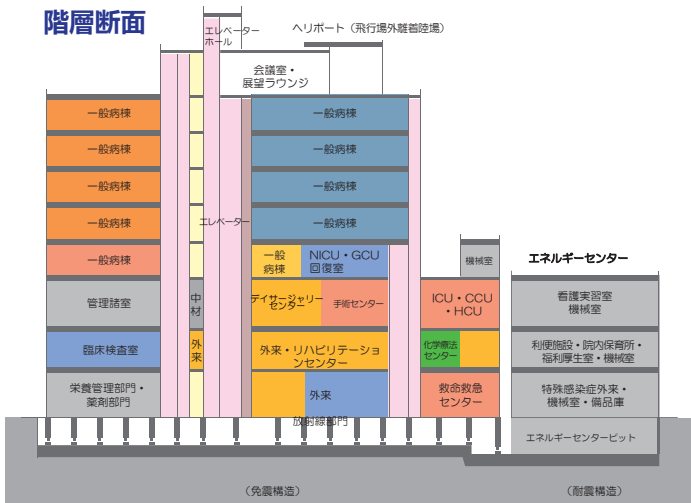 階層断面
エレベーター
ホール
ヘリポート（飛行場外離着陸場）
会議室・
展望ラウンジ
一般病棟
一般病棟
一般病棟
一般病棟
一般病棟
一般病棟
一般病棟
エレベーター
一般病棟
一般病棟
一般
病棟
NICU・GCU
回復室
機械室
エネルギーセンター
管理諸室
中
材
デイサージャリー
センター
手術センター
ICU・CCU
・HCU
看護実習室
機械室
臨床検査室
外
来
外来・リハビリテーショ
ンセンター
化学療法
センター
利便施設・院内保育所・
福利厚生室・機械室
栄養管理部門・
薬剤部門
外来
放射線部門
救命救急
センター
特殊感染症外来・
機械室・備品庫
エネルギーセンターピット
（免震構造）
（耐震構造）